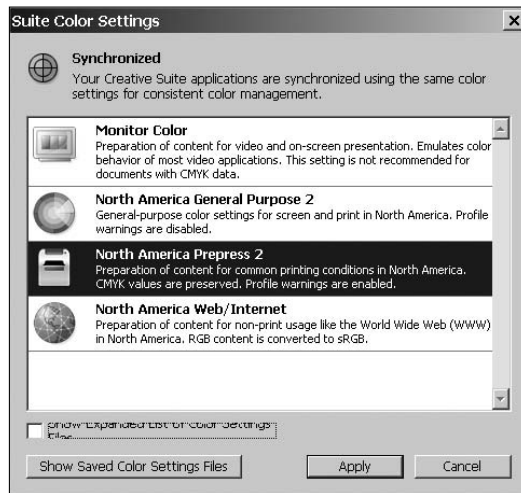 Suite Color Settings
Synchronized
Your Creative Suite applications are synchronized using the same color
settings for consistent color management.
Monitor Color
Preparation of content for video and on-screen presentation. Emulates color
behavior of most video applications. This setting is not recommended for
documents with CMYK data.
North America General Purpose 2
General-purpose color settings for screen and print in North America. Profile
warnings are disabled.
North America Prepress 2
Preparation of content for common printing conditions in North America.
CMYK values are preserved. Profile warnings are enabled.
North America Web/Internet
Preparation of content for non-print usage like the World Wide Web (WWW)
in North America. RGB content is converted to sRGB.
Show Expanded List of Color Settings
Files
Show Saved Color Settings Files
Apply
Cancel